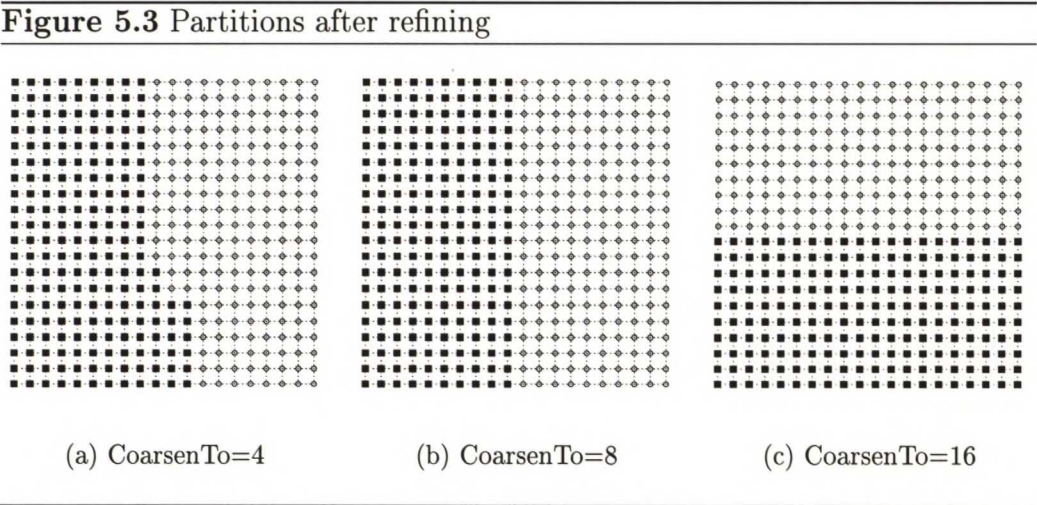 Figure 5.3 Partitions after refining
(a) CoarsenTo=4
(b) CoarsenTo=8
(c) CoarsenTo=16